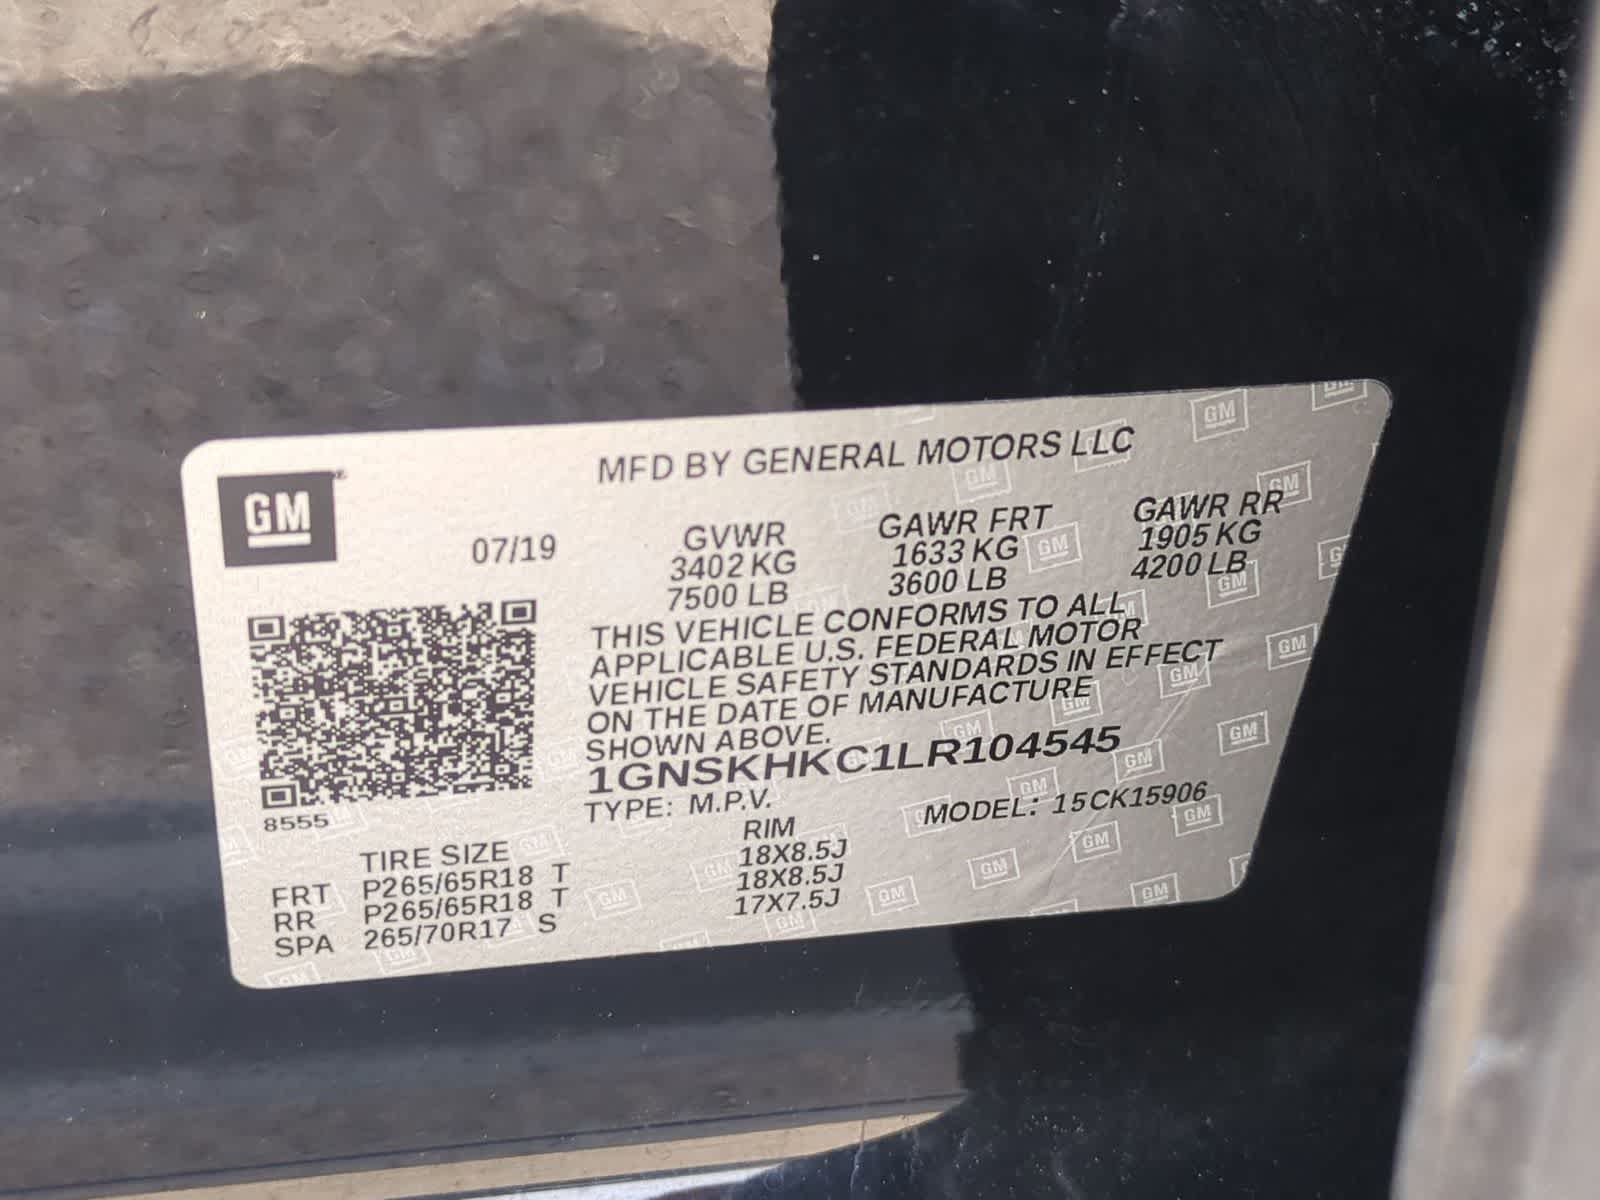 GM
MFD BY GENERAL MOTORS LLC
07/19
GVWR GAWR FRT GAWR RR
3402 KG 1633 KG 1905 KG
7500 LB 3600 LB 4200 LB
THIS VEHICLE CONFORMS TO ALL
APPLICABLE U.S. FEDERAL MOTOR
VEHICLE SAFETY STANDARDS IN EFFECT
ON THE DATE OF MANUFACTURE
SHOWN ABOVE.
1GNSKHKC1LR104545
TYPE: M.P.V. MODEL: 15CK15906
8555
TIRE SIZE RIM
FRT P265/65R18 T 18X8.5J
RR P265/65R18 T 18X8.5J
SPA 265/70R17 S 17X7.5J